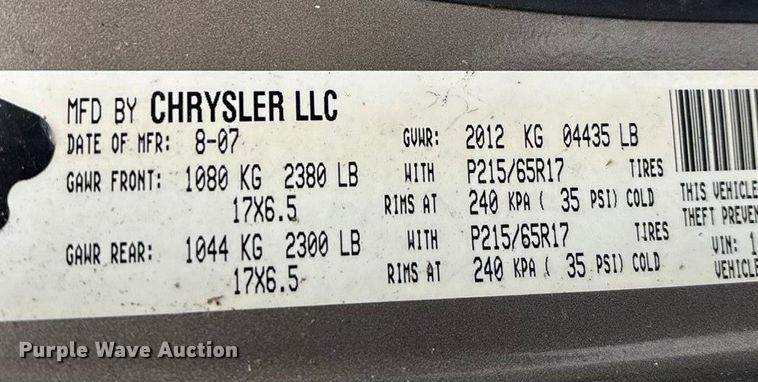 MFD BY CHRYSLER LLC
DATE OF MFR: 8-07 GVWR: 2012 KG 04435 LB
GAWR FRONT: 1080 KG 2380 LB WITH P215/65R17 TIRES
17X6.5 RIMS AT 240 KPA ( 35 PSI) COLD
GAWR REAR: 1044 KG 2300 LB WITH P215/65R17 TIRES
17X6.5 RIMS AT 240 KPA ( 35 PSI) COLD
THIS VEHICLE
THEFT PREVEN
VIN: 1
VEHICLE
Purple Wave Auction